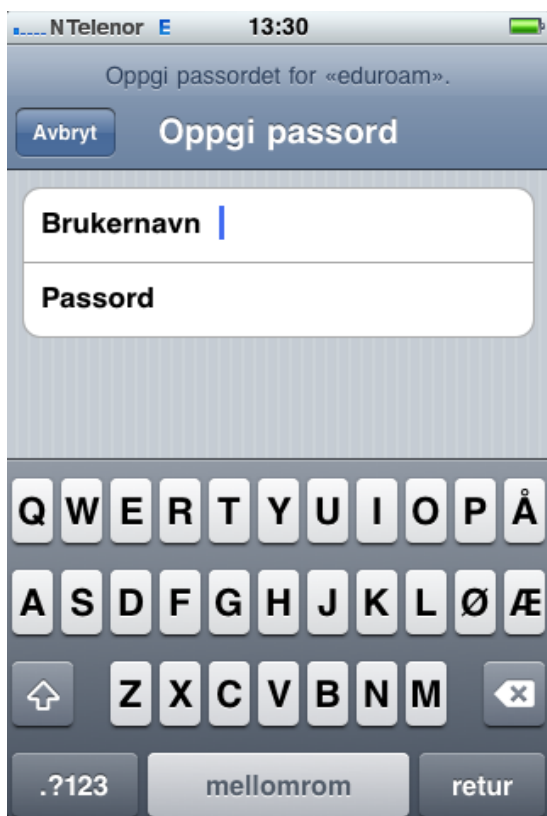 N Telenor E 13:30
Oppgi passordet for «eduroam».
Avbryt Oppgi passord
Brukernavn
Passord
Q W E R T Y U I O P Å
A S D F G H J K L Ø Æ
Z X C V B N M
.?123 mellomrom retur